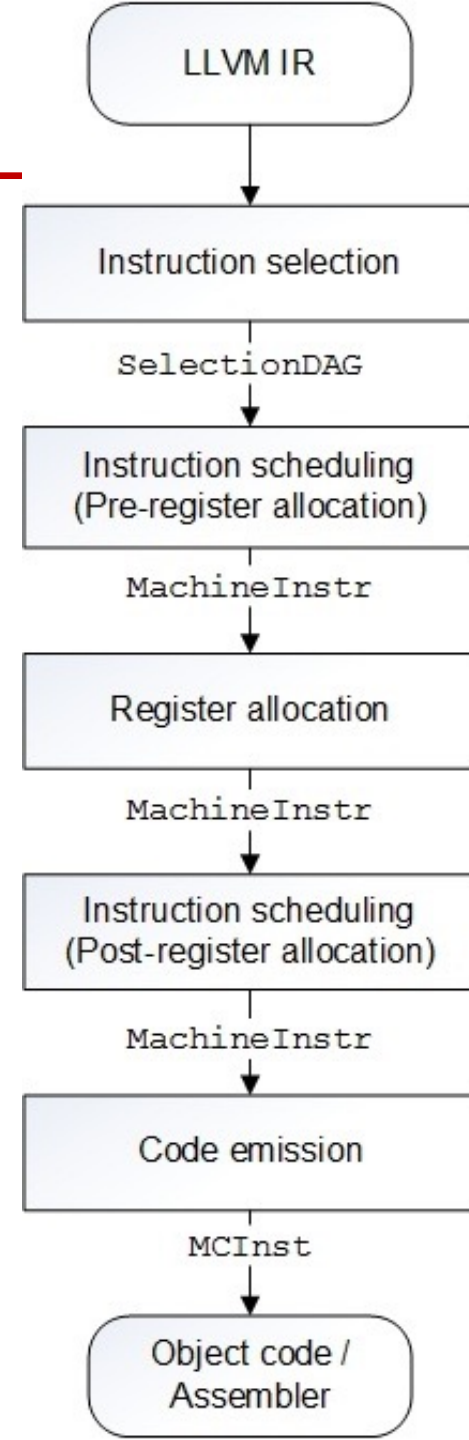 LLVM IR
Instruction selection
SelectionDAG
Instruction scheduling
(Pre-register allocation)
MachineInstr
Register allocation
MachineInstr
Instruction scheduling
(Post-register allocation)
MachineInstr
Code emission
MCInst
Object code /
Assembler